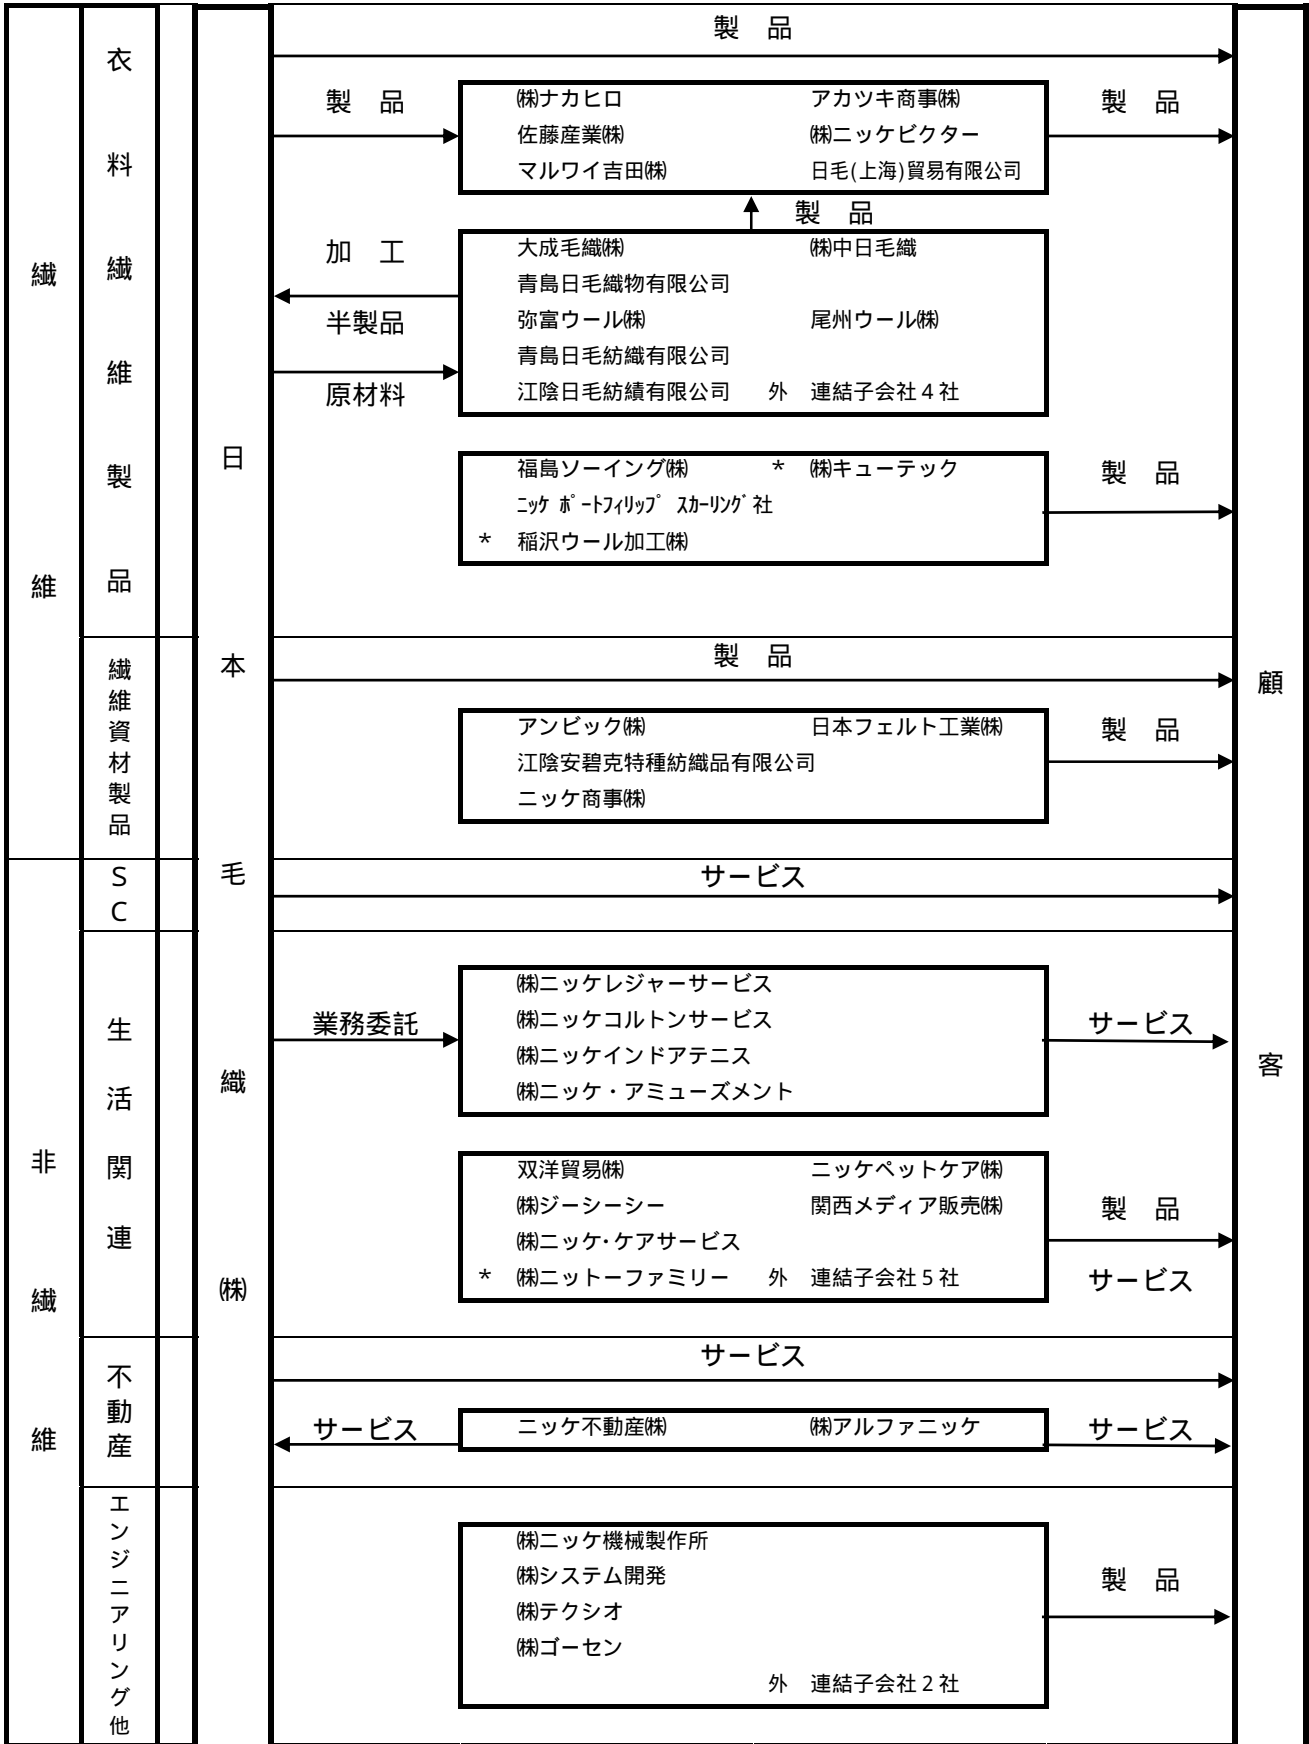 繊維
衣料繊維製品
日本毛織㈱
顧客
製 品
製 品
㈱ナカヒロ アカツキ商事㈱
佐藤産業㈱ ㈱ニッケビクター
マルワイ吉田㈱ 日毛(上海)貿易有限公司
製 品
製 品
加 工
半製品
原材料
大成毛織㈱ ㈱中日毛織
青島日毛織物有限公司
弥富ウール㈱ 尾州ウール㈱
青島日毛紡織有限公司
江陰日毛紡績有限公司 外 連結子会社4社
福島ソーイング㈱ * ㈱キューテック
ﾆｯｹ ﾎﾟｰﾄﾌｨﾘｯﾌﾟ ｽｶｰﾘﾝｸﾞ社
* 稲沢ウール加工㈱
製 品
繊維資材製品
製 品
アンビック㈱ 日本フェルト工業㈱
江陰安碧克特種紡織品有限公司
ニッケ商事㈱
製 品
非繊維
SC
サービス
生活関連
業務委託
㈱ニッケレジャーサービス
㈱ニッケコルトンサービス
㈱ニッケインドアテニス
㈱ニッケ・アミューズメント
サービス
双洋貿易㈱ ニッケペットケア㈱
㈱ジーシーシー 関西メディア販売㈱
㈱ニッケ･ケアサービス
* ㈱ニットーファミリー 外 連結子会社5社
製 品
サービス
不動産
サービス
サービス
ニッケ不動産㈱ ㈱アルファニッケ
サービス
エンジニアリング他
㈱ニッケ機械製作所
㈱システム開発
㈱テクシオ
㈱ゴーセン
外 連結子会社2社
製 品